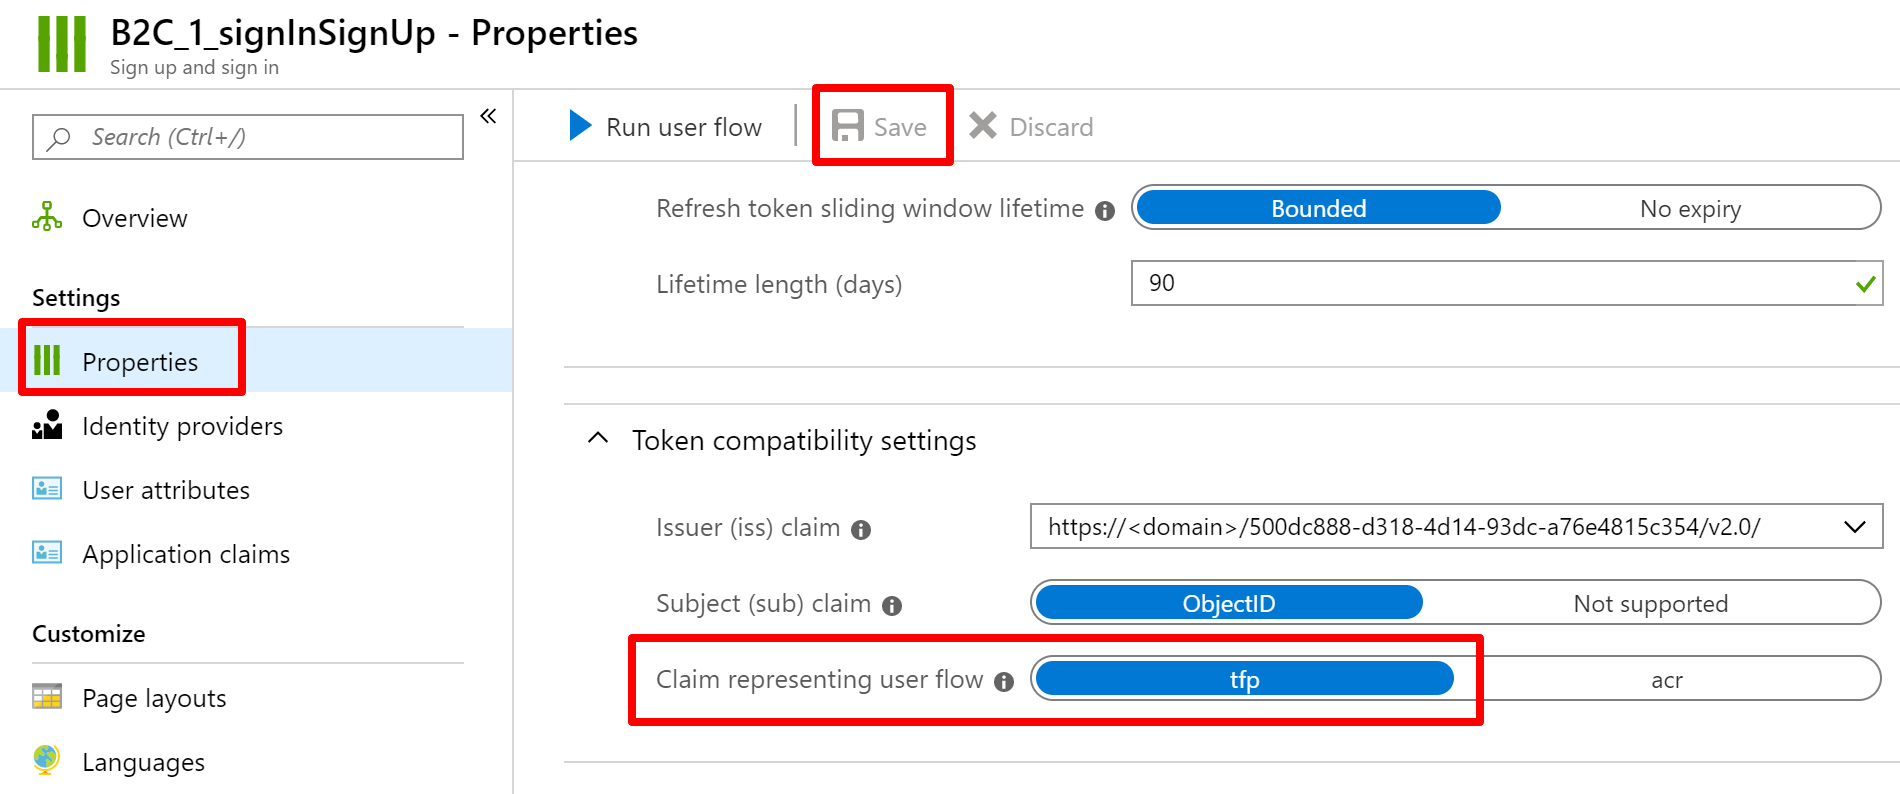 B2C_1_signInSignUp - Properties
Sign up and sign in
Search (Ctrl+/)
«
Overview
Settings
Properties
Identity providers
User attributes
Application claims
Customize
Page layouts
Languages
Run user flow
Save
Discard
Refresh token sliding window lifetime
Bounded
No expiry
Lifetime length (days)
90
Token compatibility settings
Issuer (iss) claim
https://<domain>/500dc888-d318-4d14-93dc-a76e4815c354/v2.0/
Subject (sub) claim
ObjectID
Not supported
Claim representing user flow
tfp
acr